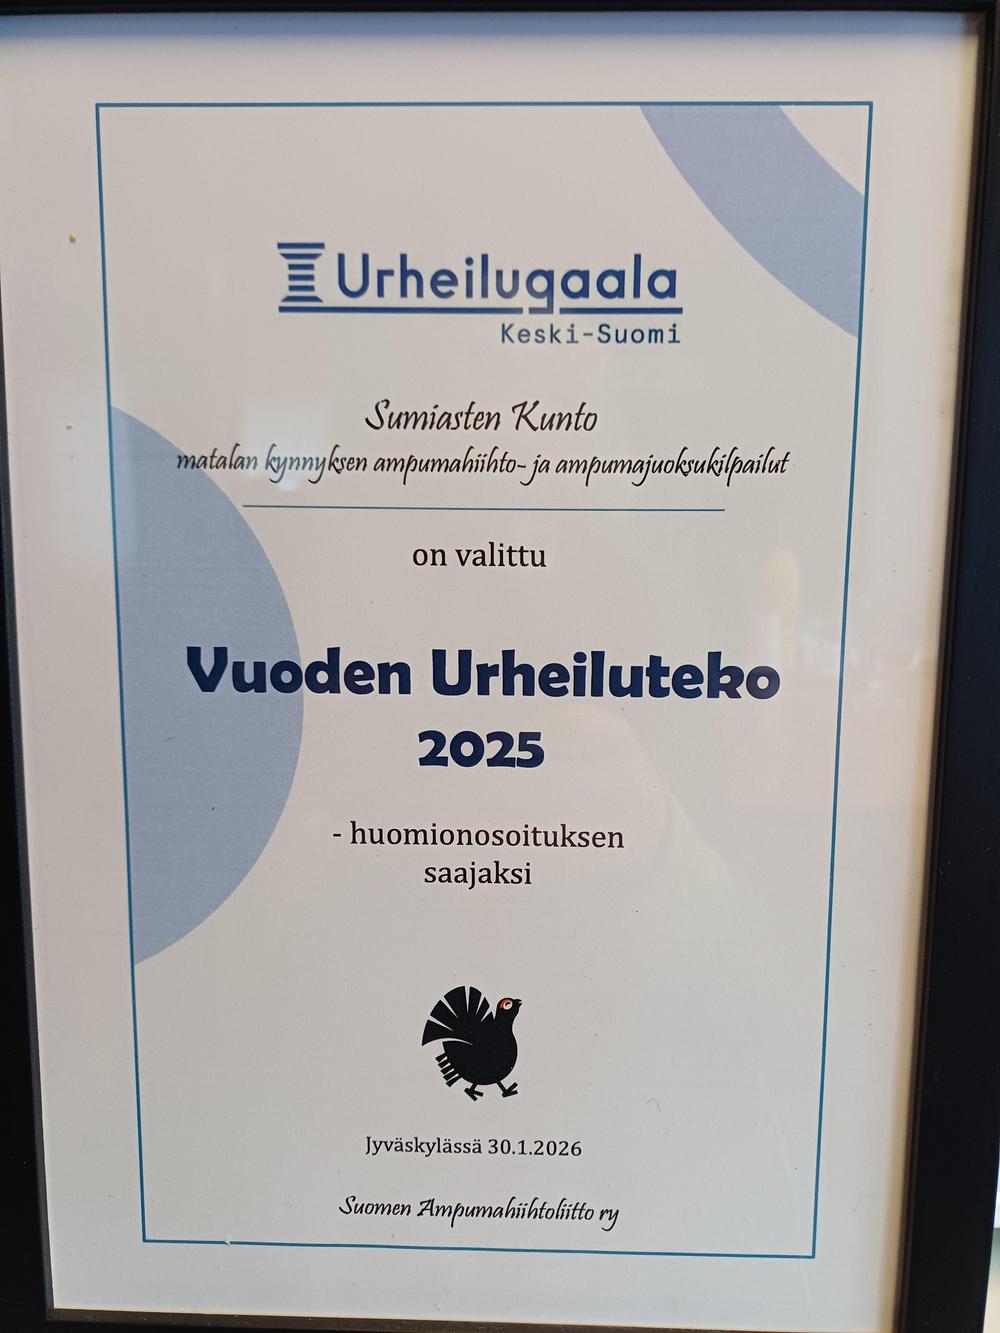 Urheilugaala
Keski-Suomi
Sumiasten Kunto
matalan kynnyksen ampumahiihto- ja ampumajuoksukilpailut
on valittu
Vuoden Urheiluteko
2025
- huomionosoituksen
saajaksi
Jyväskylässä 30.1.2026
Suomen Ampumahiihtoliitto ry